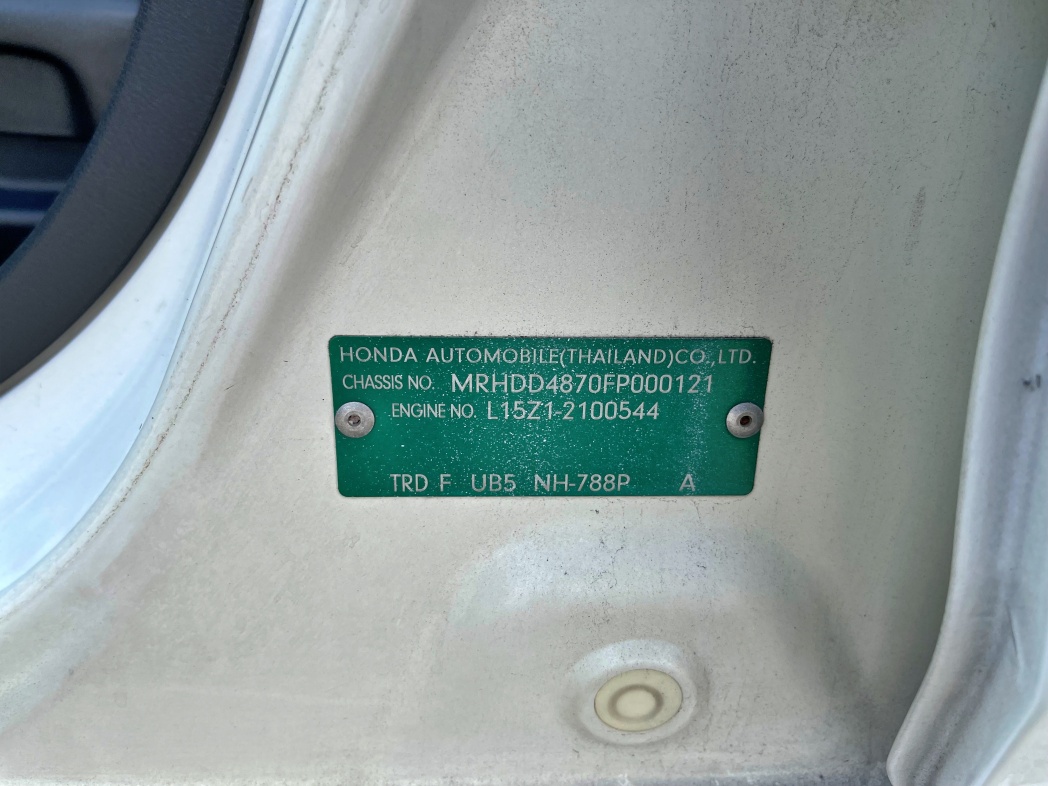 HONDA AUTOMOBILE(THAILAND)CO.,LTD.
CHASSIS NO. MRHDD4870FP000121
ENGINE NO. L15Z1-2100544
TRD F UB5 NH-788P A